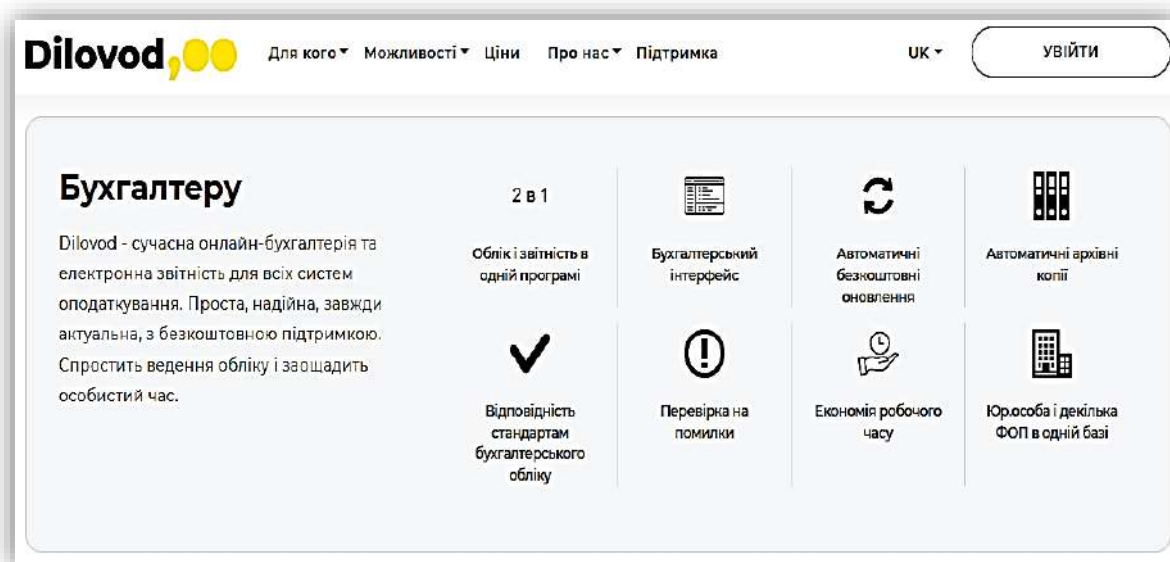 Dilovod,00 Для кого Можливості Ціни Про нас Підтримка UK УВІЙТИ
Бухгалтеру
Dilovod - сучасна онлайн-бухгалтерія та
електронна звітність для всіх систем
оподаткування. Проста, надійна, завжди
актуальна, з безкоштовною підтримкою.
Спростить ведення обліку і заощадить
особистий час.
2 в 1
Облік і звітність в
одній програмі
Бухгалтерський
інтерфейс
Автоматичні
безкоштовні
оновлення
Автоматичні архівні
копії
Відповідність
стандартам
бухгалтерського
обліку
Перевірка на
помилки
Економія робочого
часу
Юр.особа і декілька
ФОП в одній базі